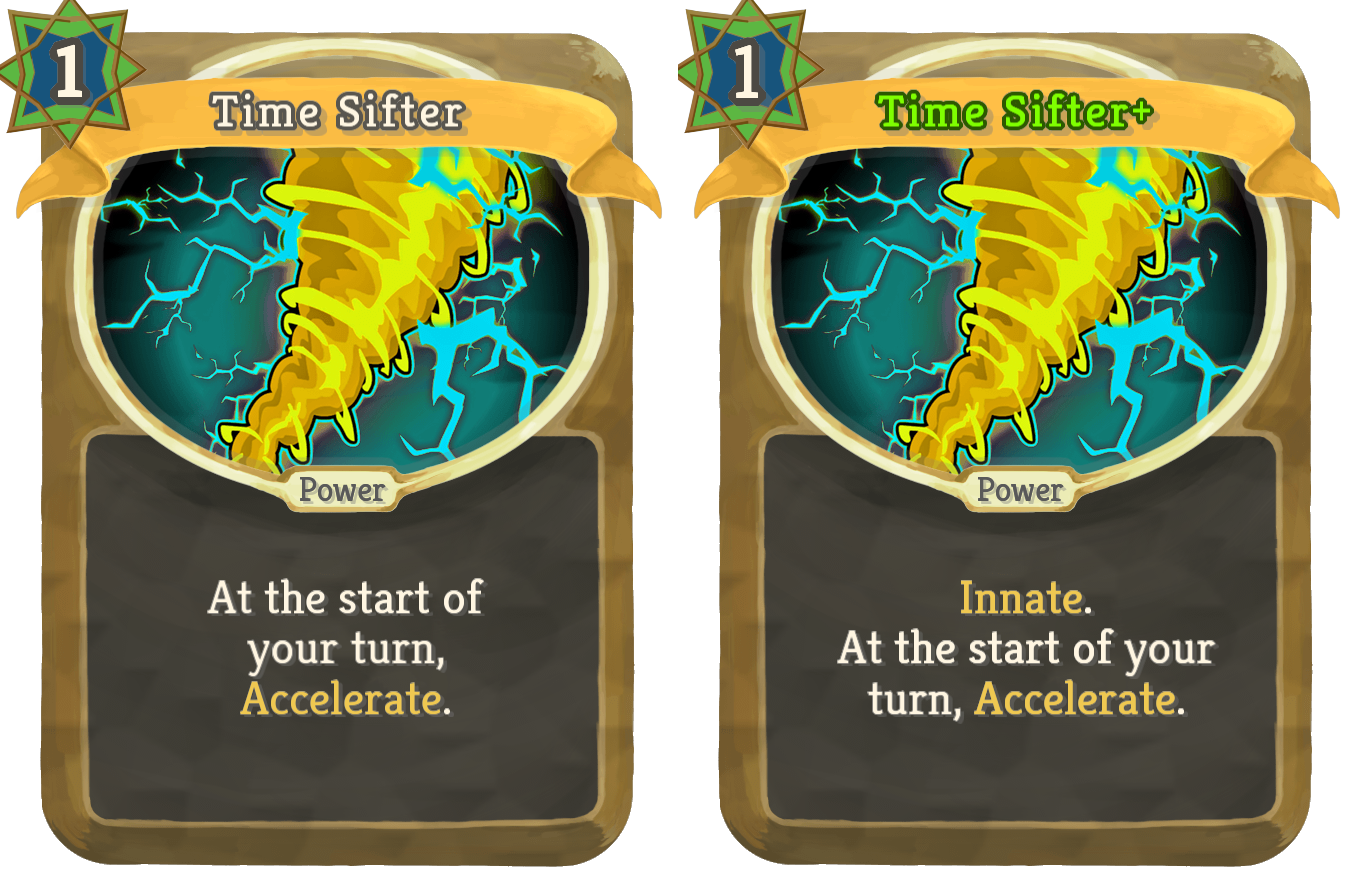 1
Time Sifter
Power
At the start of
your turn,
Accelerate.
1
Time Sifter+
Power
Innate.
At the start of your
turn, Accelerate.